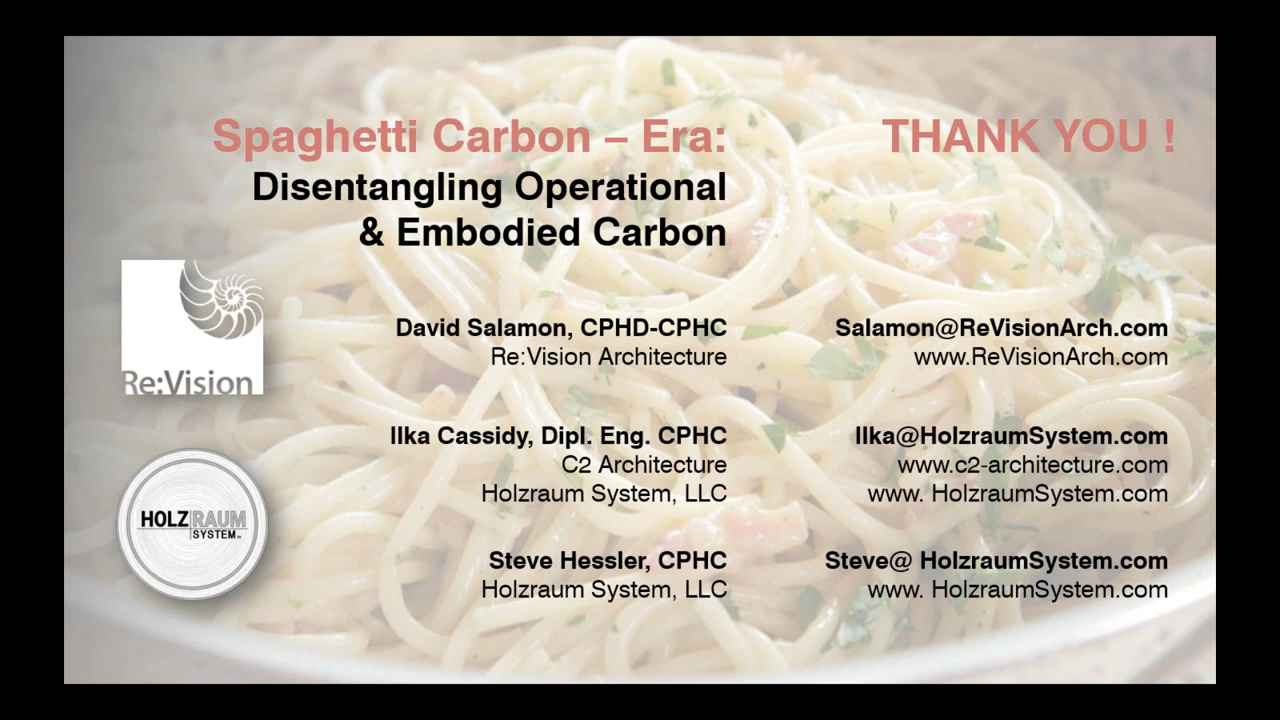 Spaghetti Carbon – Era:
THANK YOU !
Disentangling Operational
& Embodied Carbon
Re:Vision
David Salamon, CPHD-CPHC
Salamon@ReVisionArch.com
Re:Vision Architecture
www.ReVisionArch.com
Ilka Cassidy, Dipl. Eng. CPHC
Ilka@HolzraumSystem.com
C2 Architecture
www.c2-architecture.com
Holzraum System, LLC
www. HolzraumSystem.com
HOLZ RAUM
SYSTEM
Steve Hessler, CPHC
Steve@ HolzraumSystem.com
Holzraum System, LLC
www. HolzraumSystem.com